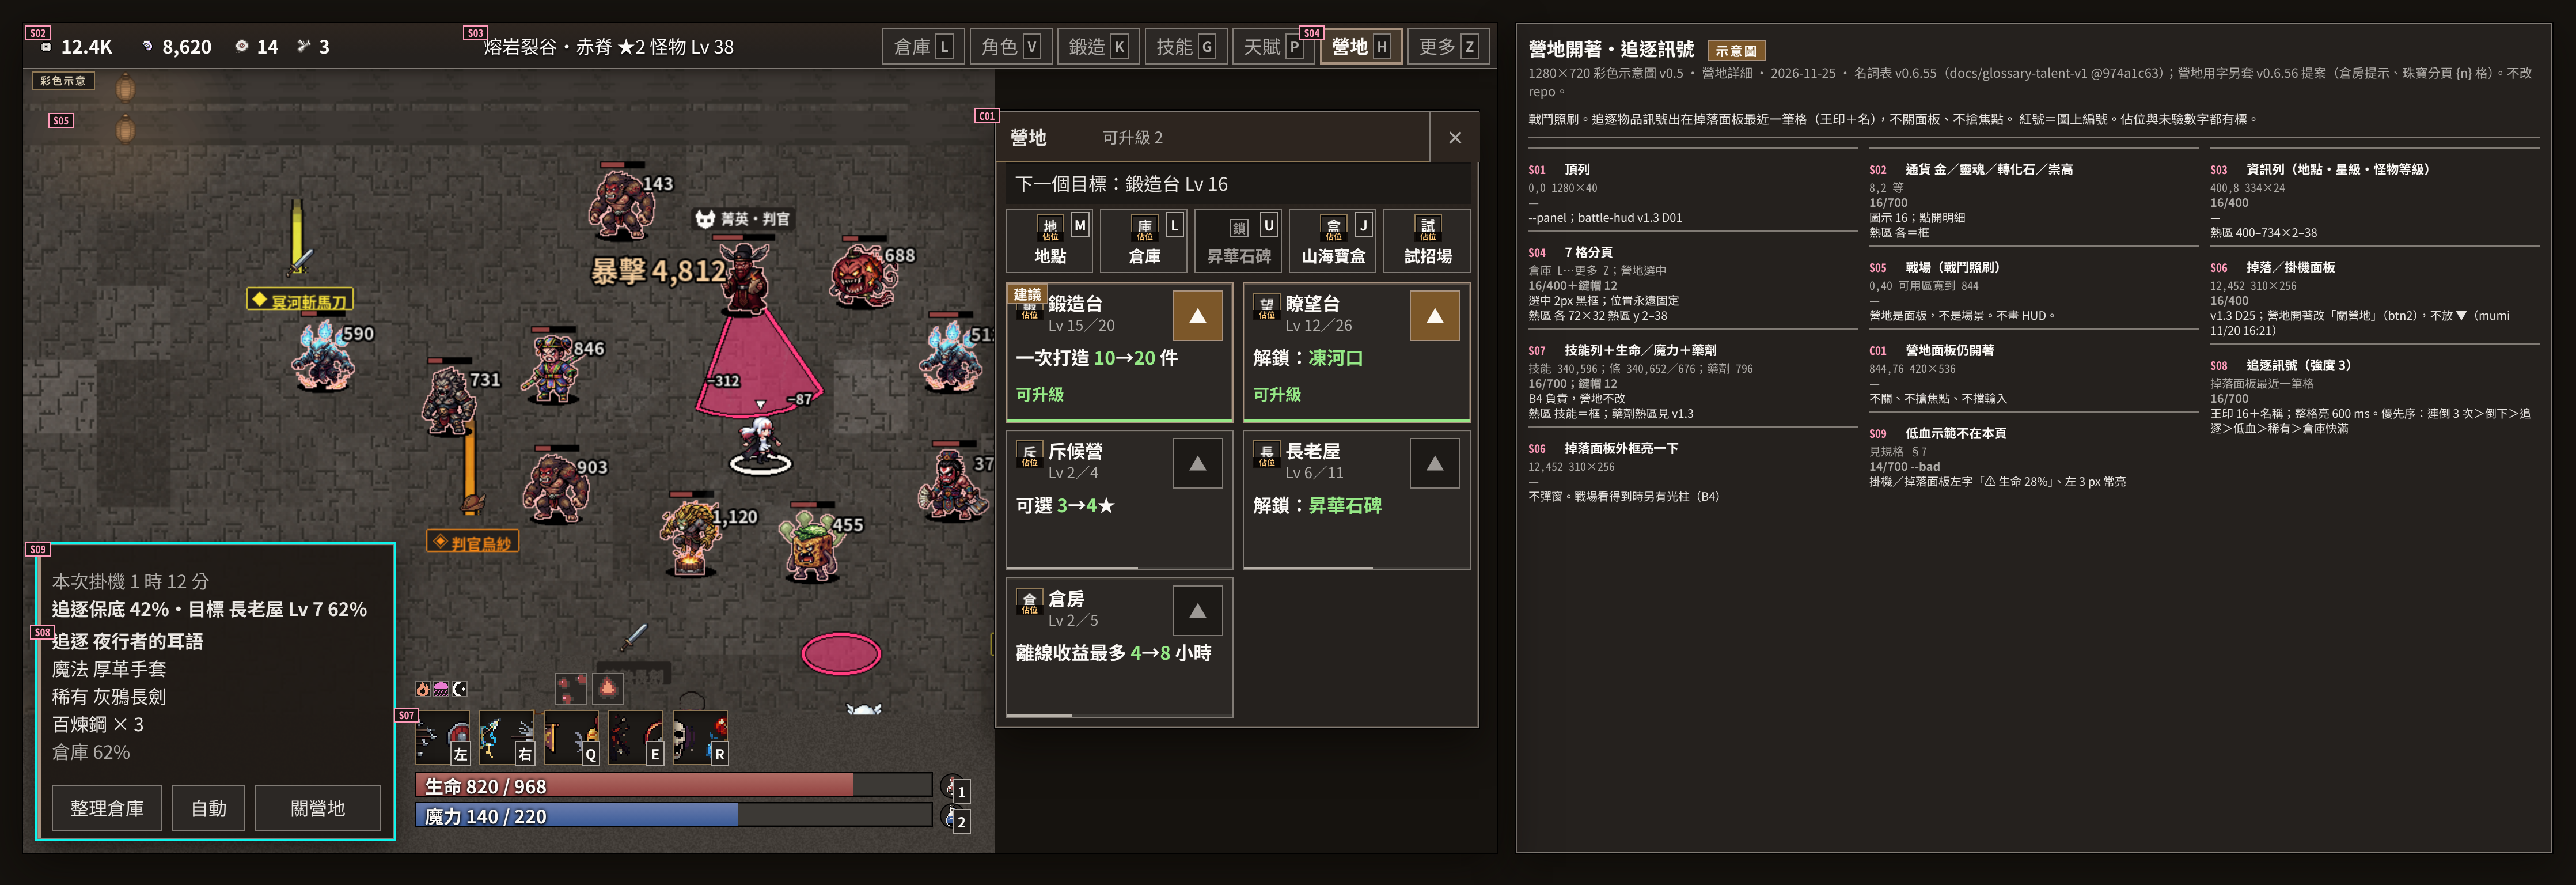 S02
12.4K
8,620
14
3
S03
熔岩裂谷・赤脊 ★2 怪物 Lv 38
倉庫 L
角色 V
鍛造 K
技能 G
天賦 P
S04
營地 H
更多 Z
彩色示意
S05
143
菁英・判官
暴擊 4,812
688
冥河斬馬刀
590
846
731
-312
-87
903
1,120
455
判官烏紗
C01
營地
可升級 2
×
下一個目標：鍛造台 Lv 16
地 佔位 M
地點
庫 佔位 L
倉庫
鎖 U
昇華石碑
盒 佔位 J
山海寶盒
試 佔位
試招場
建議
佔位
鍛造台
Lv 15／20
▲
一次打造 10→20 件
可升級
望 佔位
瞭望台
Lv 12／26
▲
解鎖：凍河口
可升級
斥 佔位
斥候營
Lv 2／4
▲
可選 3→4★
長 佔位
長老屋
Lv 6／11
▲
解鎖：昇華石碑
倉 佔位
倉房
Lv 2／5
▲
離線收益最多 4→8 小時
S09
本次掛機 1 時 12 分
追逐保底 42%・目標 長老屋 Lv 7 62%
S08
追逐 夜行者的耳語
魔法 厚革手套
稀有 灰鴉長劍
百煉鋼 × 3
倉庫 62%
整理倉庫
自動
關營地
S07
左
右
Q
E
R
生命 820 / 968
1
魔力 140 / 220
2
營地開著・追逐訊號 示意圖
1280×720 彩色示意圖 v0.5 ・ 營地詳細 ・ 2026-11-25 ・ 名詞表 v0.6.55（docs/glossary-talent-v1 @974a1c63）；營地用字另套 v0.6.56 提案（倉房提示、珠寶分頁 {n} 格）。不改
repo。
戰鬥照刷。追逐物品訊號出在掉落面板最近一筆格（王印＋名），不關面板、不搶焦點。 紅號＝圖上編號。佔位與未驗數字都有標。
S01 頂列
0,0 1280×40
—
--panel；battle-hud v1.3 D01
S04 7 格分頁
倉庫 L…更多 Z；營地選中
16/400＋鍵帽 12
選中 2px 黑框；位置永遠固定
熱區 各 72×32 熱區 y 2–38
S07 技能列＋生命／魔力＋藥劑
技能 340,596；條 340,652／676；藥劑 796
16/700；鍵帽 12
B4 負責，營地不改
熱區 技能＝框；藥劑熱區見 v1.3
S06 掉落面板外框亮一下
12,452 310×256
—
不彈窗。戰場看得到時另有光柱（B4）
S02 通貨 金／靈魂／轉化石／崇高
8,2 等
16/700
圖示 16；點開明細
熱區 各＝框
S05 戰場（戰鬥照刷）
0,40 可用區寬到 844
—
營地是面板，不是場景。不畫 HUD。
C01 營地面板仍開著
844,76 420×536
—
不關、不搶焦點、不擋輸入
S09 低血示範不在本頁
見規格 §7
14/700 --bad
掛機／掉落面板左字「⚠ 生命 28%」、左 3 px 常亮
S03 資訊列（地點・星級・怪物等級）
400,8 334×24
16/400
—
熱區 400–734×2–38
S06 掉落／掛機面板
12,452 310×256
16/400
v1.3 D25；營地開著改「關營地」（btn2），不放 ▼（mumi
11/20 16:21）
S08 追逐訊號（強度 3）
掉落面板最近一筆格
16/700
王印 16＋名稱；整格亮 600 ms。優先序：連倒 3 次＞倒下＞追
逐＞低血＞稀有＞倉庫快滿